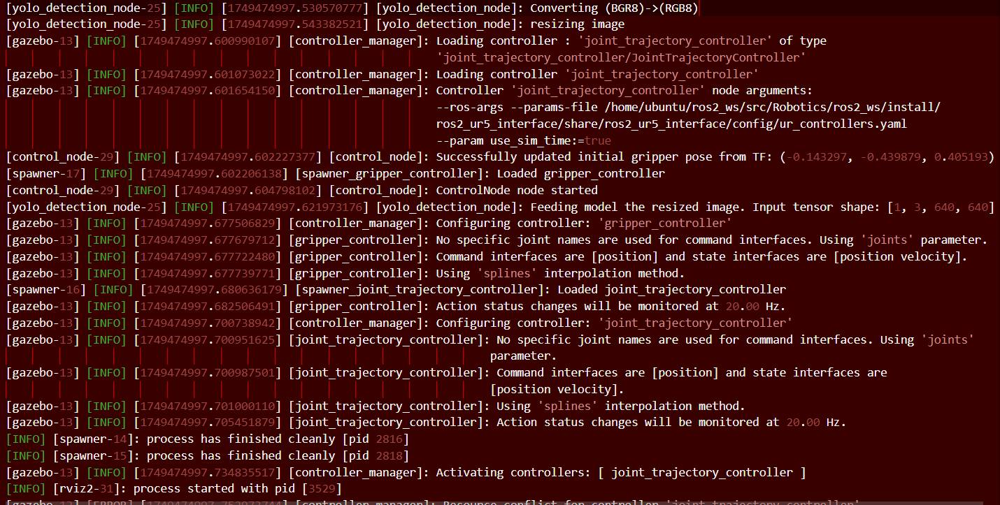 [yolo_detection_node-25] [INFO] [1749474997.530570777] [yolo_detection_node]: Converting (BGR8)->(RGB8)
[yolo_detection_node-25] [INFO] [1749474997.543382521] [yolo_detection_node]: resizing image
[gazebo-13] [INFO] [1749474997.600990107] [controller_manager]: Loading controller : 'joint_trajectory_controller' of type
'joint_trajectory_controller/JointTrajectoryController'
[gazebo-13] [INFO] [1749474997.601073022] [controller_manager]: Loading controller 'joint_trajectory_controller'
[gazebo-13] [INFO] [1749474997.601654150] [controller_manager]: Controller 'joint_trajectory_controller' node arguments:
--ros-args --params-file /home/ubuntu/ros2_ws/src/Robotics/ros2_ws/install/
ros2_ur5_interface/share/ros2_ur5_interface/config/ur_controllers.yaml
--param use_sim_time:=true
[control_node-29] [INFO] [1749474997.602227377] [control_node]: Successfully updated initial gripper pose from TF: (-0.143297, -0.439879, 0.405193)
[spawner-17] [INFO] [1749474997.602206138] [spawner_gripper_controller]: Loaded gripper_controller
[control_node-29] [INFO] [1749474997.604798102] [control_node]: ControlNode node started
[yolo_detection_node-25] [INFO] [1749474997.621973176] [yolo_detection_node]: Feeding model the resized image. Input tensor shape: [1, 3, 640, 640]
[gazebo-13] [INFO] [1749474997.677506829] [controller_manager]: Configuring controller: 'gripper_controller'
[gazebo-13] [INFO] [1749474997.677679712] [gripper_controller]: No specific joint names are used for command interfaces. Using 'joints' parameter.
[gazebo-13] [INFO] [1749474997.677722480] [gripper_controller]: Command interfaces are [position] and state interfaces are [position velocity].
[gazebo-13] [INFO] [1749474997.677739771] [gripper_controller]: Using 'splines' interpolation method.
[spawner-16] [INFO] [1749474997.680636179] [spawner_joint_trajectory_controller]: Loaded joint_trajectory_controller
[gazebo-13] [INFO] [1749474997.682506491] [gripper_controller]: Action status changes will be monitored at 20.00 Hz.
[gazebo-13] [INFO] [1749474997.700738942] [controller_manager]: Configuring controller: 'joint_trajectory_controller'
[gazebo-13] [INFO] [1749474997.700951625] [joint_trajectory_controller]: No specific joint names are used for command interfaces. Using 'joints'
parameter.
[gazebo-13] [INFO] [1749474997.700987501] [joint_trajectory_controller]: Command interfaces are [position] and state interfaces are
[position velocity].
[gazebo-13] [INFO] [1749474997.701000110] [joint_trajectory_controller]: Using 'splines' interpolation method.
[gazebo-13] [INFO] [1749474997.705451879] [joint_trajectory_controller]: Action status changes will be monitored at 20.00 Hz.
[INFO] [spawner-14]: process has finished cleanly [pid 2816]
[INFO] [spawner-15]: process has finished cleanly [pid 2818]
[gazebo-13] [INFO] [1749474997.734835517] [controller_manager]: Activating controllers: [ joint_trajectory_controller ]
[INFO] [rviz2-31]: process started with pid [3529]
[gazebo-13] [ERROR] [controller_manager]: Resource conflict for controller 'joint_trajectory_controller'